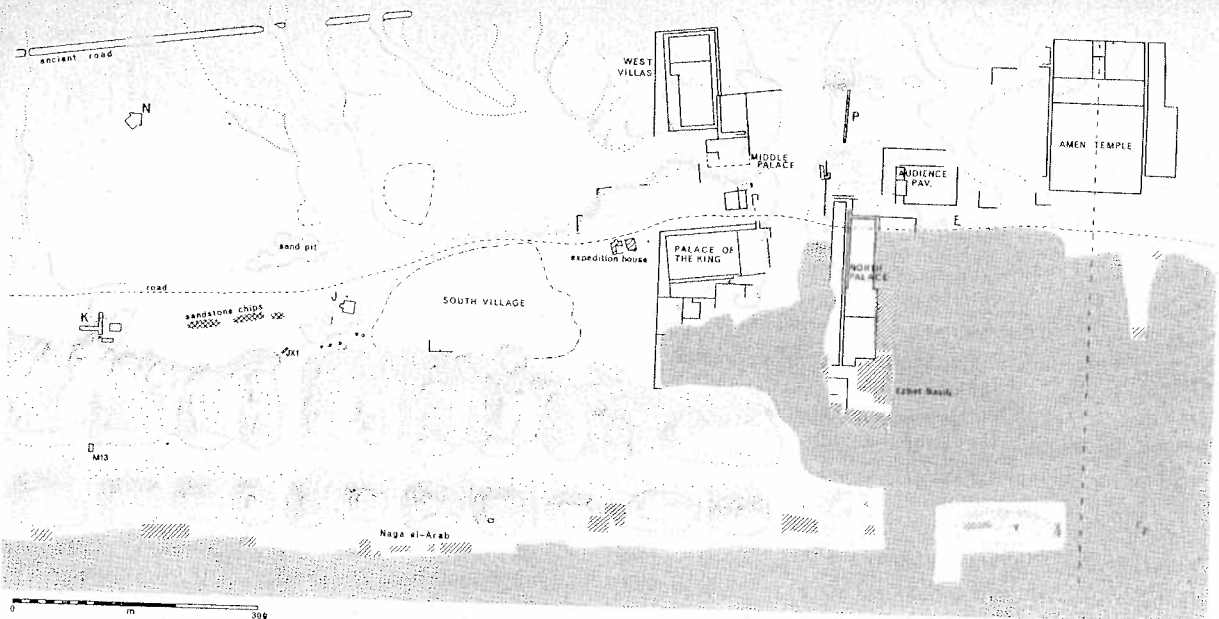 ancient road
N
WEST
VILLAS
P
AMEN TEMPLE
MIDDLE
PALACE
AUDIENCE
PAV.
E
sand pit
expedition house
PALACE OF
THE KING
NORTH
PALACE
road
SOUTH VILLAGE
K
sandstone chips
J
JX1
M13
Naga el-Arab
0
m